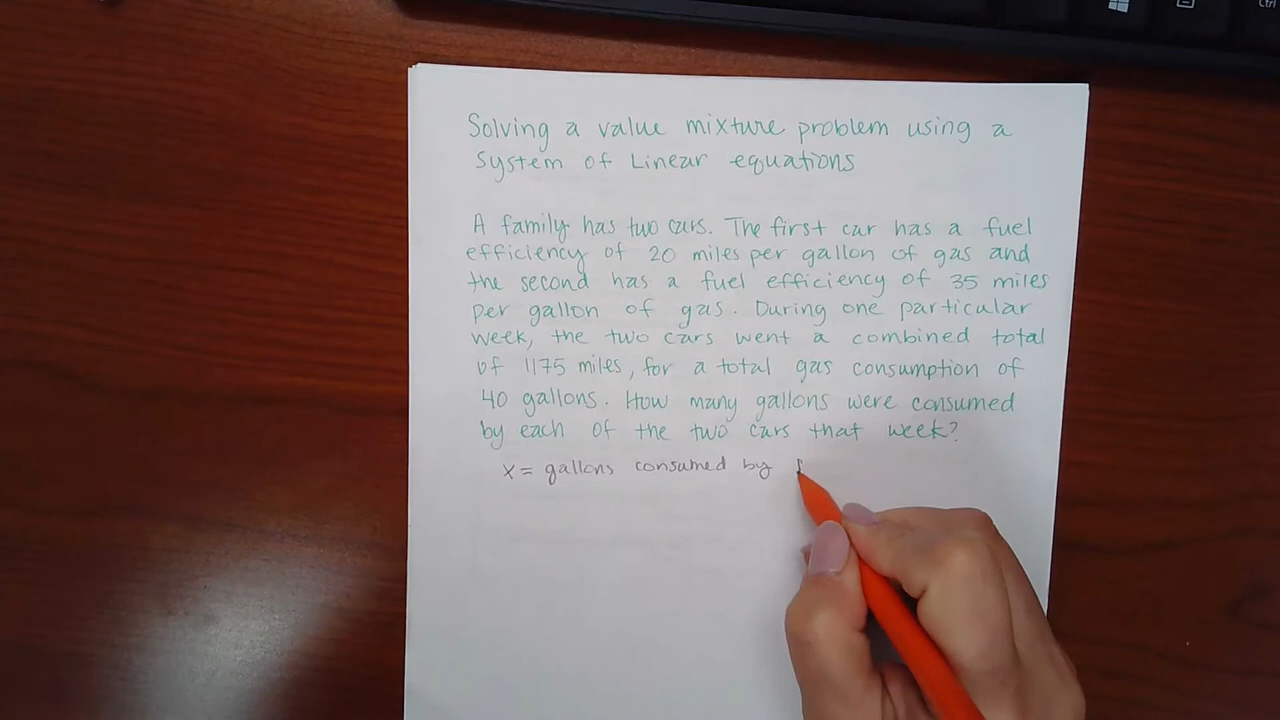 Solving a value mixture problem using a
System of Linear equations
A family has two cars. The first car has a fuel
efficiency of 20 miles per gallon of gas and
the second has a fuel efficiency of 35 miles
per gallon of gas. During one particular
week, the two cars went a combined total
of 1175 miles, for a total gas consumption of
40 gallons. How many gallons were consumed
by each of the two cars that week?
x = gallons consumed by
Ctrl